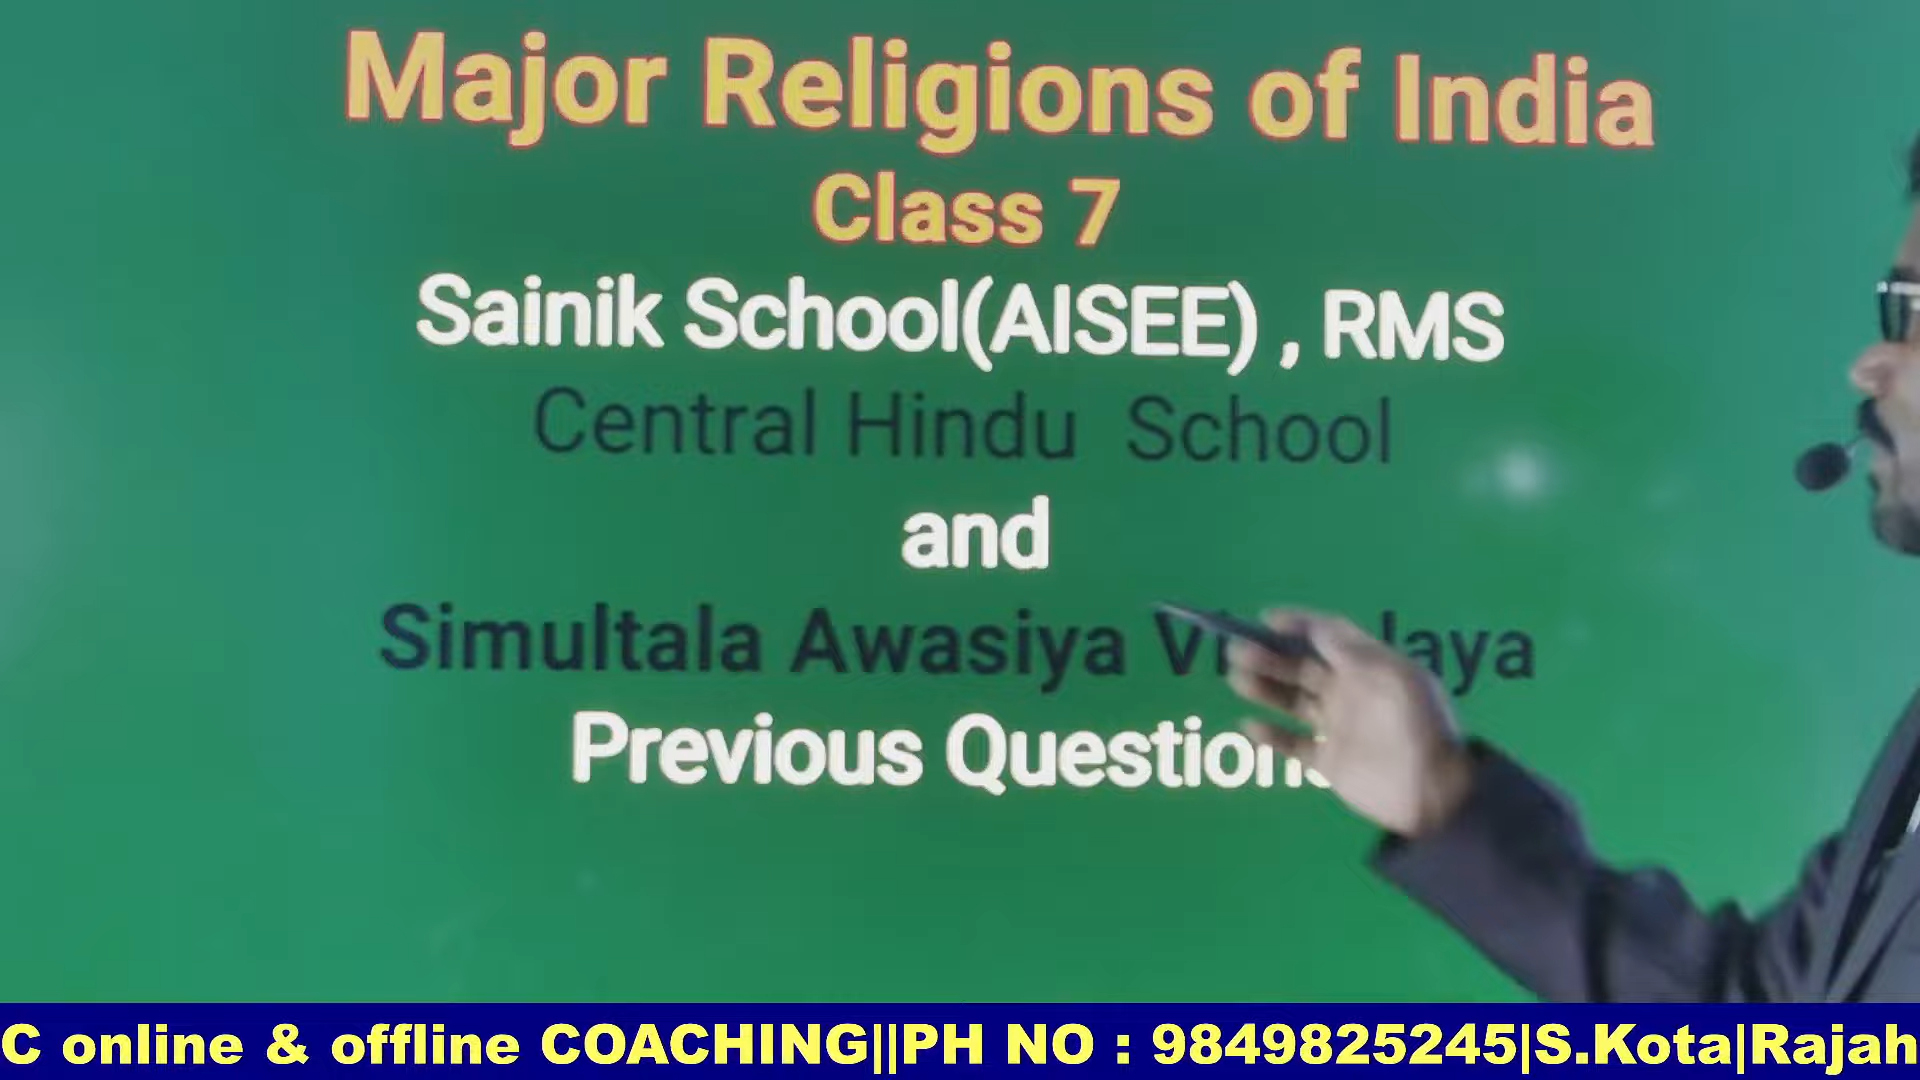 Major Religions of India
Class 7
Sainik School(AISEE) , RMS
Central Hindu School
and
Simultala Awasiya
Previous Questions
C online & offline COACHING||PH NO : 9849825245|S.Kota|Rajah